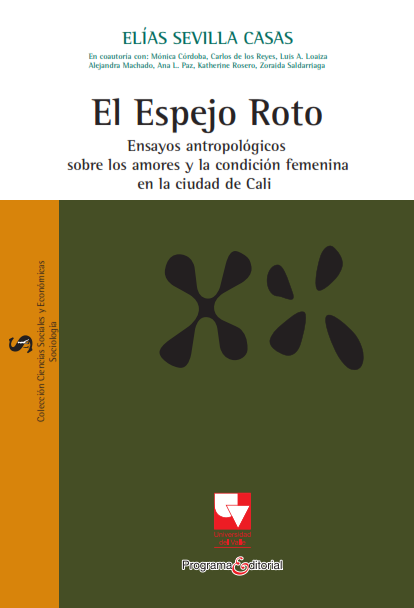 ELÍAS SEVILLA CASAS
En coautoria con: Mónica Córdoba, Carlos de los Reyes, Luis A. Loaiza
Alejandra Machado, Ana L. Paz, Katherine Rosero, Zoraida Saldarriaga
El Espejo Roto
Ensayos antropológicos
sobre los amores y la condición femenina
en la ciudad de Cali
Colección Ciencias Sociales y Económicas
Sociología
Universidad
del Valle
Programa Editorial